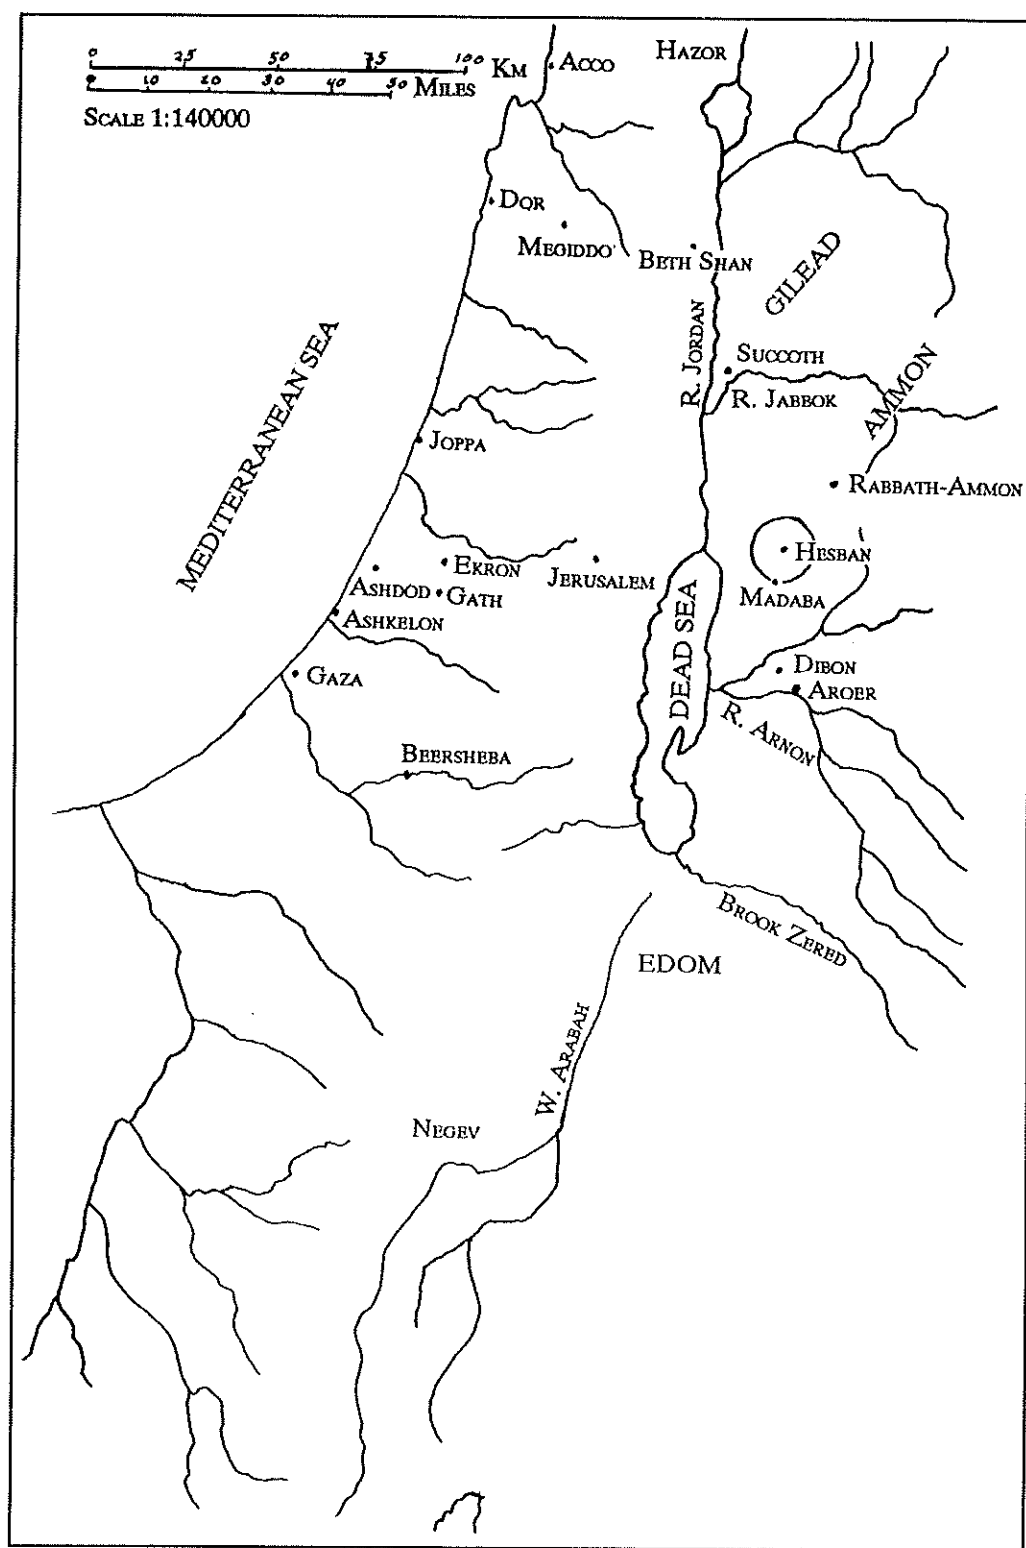 0 25 50 75 100 KM
0 10 20 30 40 50 MILES
SCALE 1:140000
ACCO
HAZOR
DOR
MEGIDDO
BETH SHAN
GILEAD
MEDITERRANEAN SEA
R. JORDAN
SUCCOTH
R. JABBOK
AMMON
JOPPA
RABBATH-AMMON
HESBAN
EKRON
JERUSALEM
ASHDOD
GATH
MADABA
ASHKELON
DEAD SEA
GAZA
DIBON
AROER
R. ARNON
BEERSHEBA
BROOK ZERED
EDOM
W. ARABAH
NEGEV